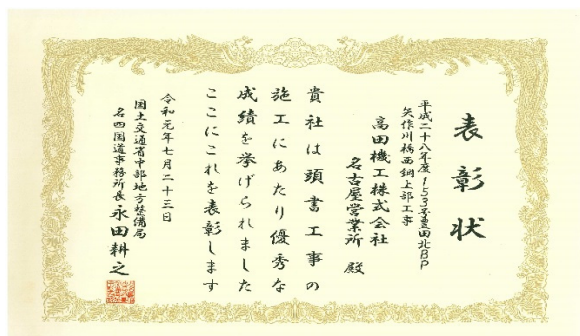 表彰状
平成二十八年度153号豊田北BP
矢作川橋西鋼上部工事
高田機工株式会社
名古屋営業所 殿
貴社は頭書工事の
施工にあたり優秀な
成績を挙げられました
ここにこれを表彰します
令和元年七月二十三日
国土交通省中部地方整備局
名四国道事務所長 永田耕之